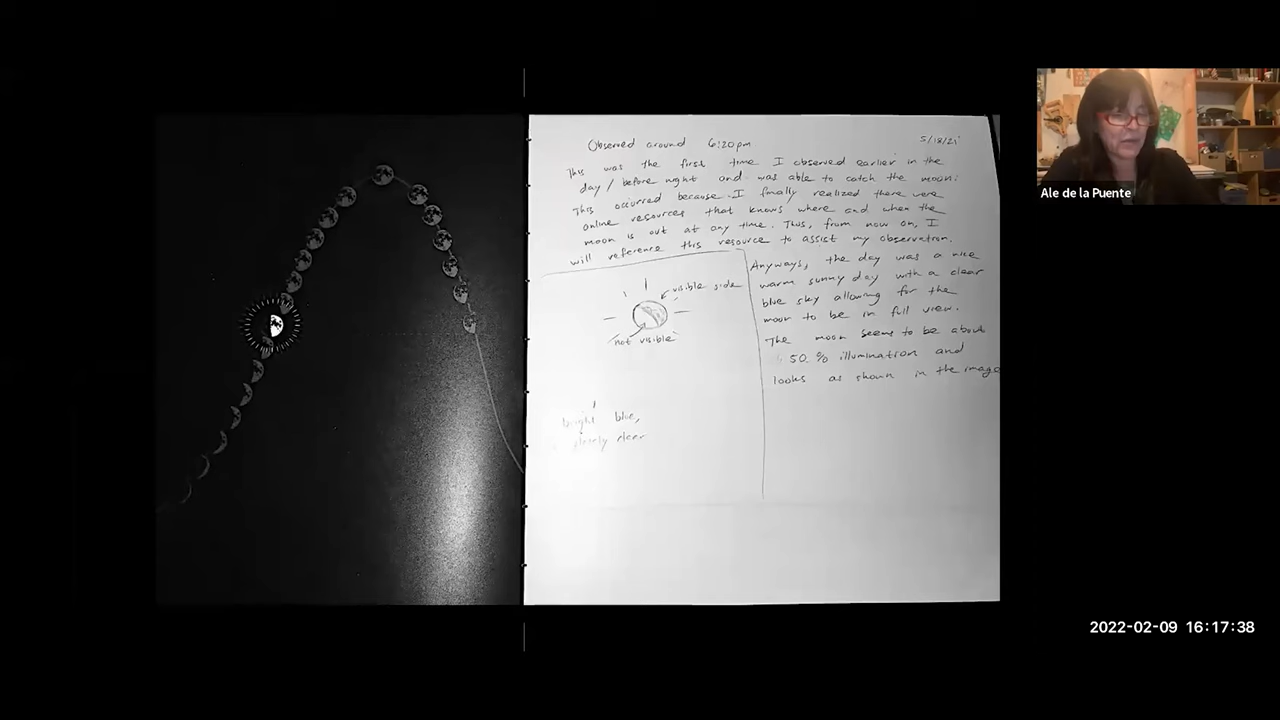 Observed around 6:20pm
5/18/21
This was the first time I observed earlier in the
day / before night and was able to catch the moon.
This ocurred because I finally realized there were
online resources that knows where and when the
moon is out at any time. Thus, from now on, I
will reference this resource to assist my observation.
visible side
not visible
bright blue,
clear
Anyways, the day was a nice
warm sunny day with a clear
blue sky allowing for the
moon to be in full view.
The moon seems to be about
50 % illumination and
looks as shown in the image
Ale de la Puente
2022-02-09 16:17:38